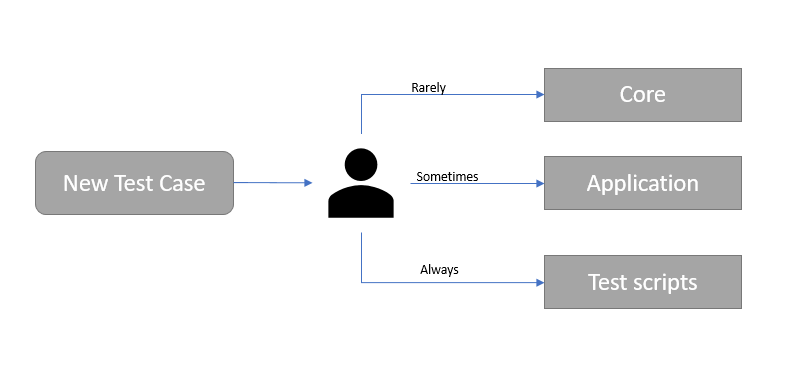 Rarely
Core
New Test Case
Sometimes
Application
Always
Test scripts